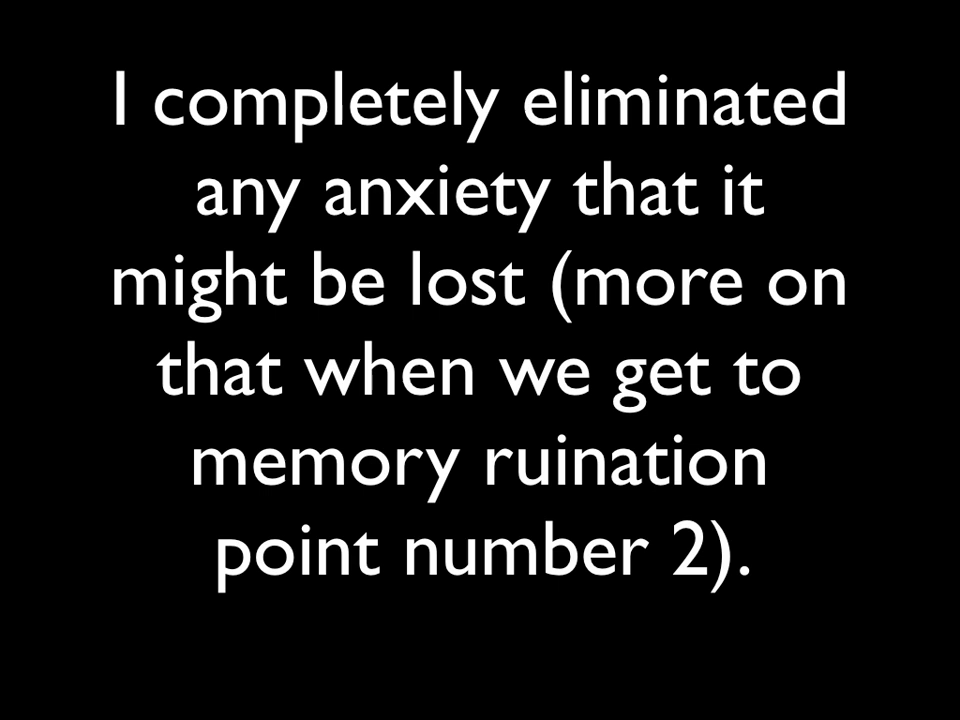 I completely eliminated
any anxiety that it
might be lost (more on
that when we get to
memory ruination
point number 2).